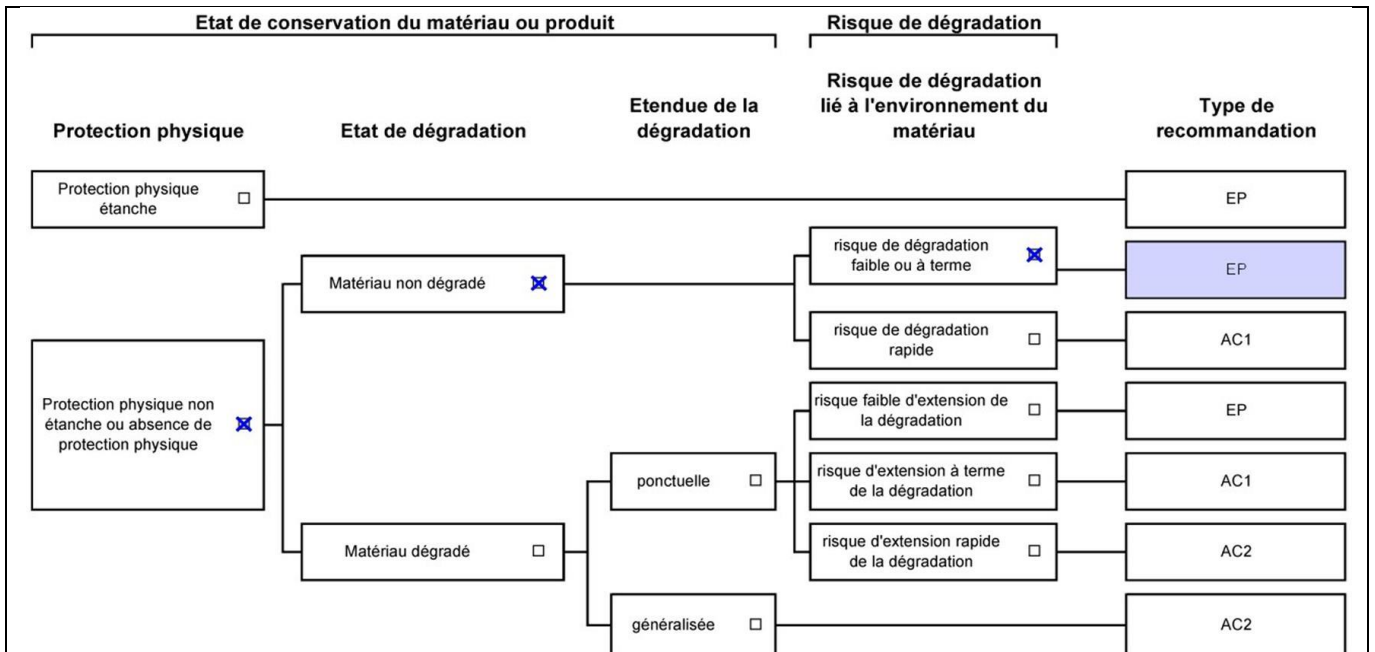 Etat de conservation du matériau ou produit
Risque de dégradation
Protection physique
Etat de dégradation
Etendue de la
dégradation
Risque de dégradation
lié à l'environnement du
matériau
Type de
recommandation
Protection physique
étanche
EP
Matériau non dégradé
risque de dégradation
faible ou à terme
EP
risque de dégradation
rapide
AC1
Protection physique non
étanche ou absence de
protection physique
risque faible d'extension de
la dégradation
EP
ponctuelle
risque d'extension à terme
de la dégradation
AC1
Matériau dégradé
risque d'extension rapide
de la dégradation
AC2
généralisée
AC2